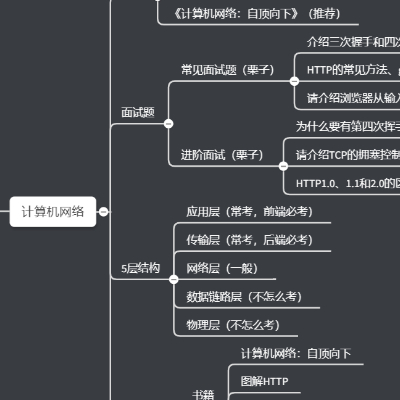 《计算机网络：自顶向下》（推荐）
介绍三次握手和四次
常见面试题（栗子）
HTTP的常见方法、
请介绍浏览器从输入
面试题
为什么要有第四次挥手
进阶面试（栗子）
请介绍TCP的拥塞控制
HTTP1.0、1.1和2.0的区
计算机网络
应用层（常考，前端必考）
传输层（常考，后端必考）
5层结构
网络层（一般）
数据链路层（不怎么考）
物理层（不怎么考）
计算机网络：自顶向下
图解HTTP
书籍